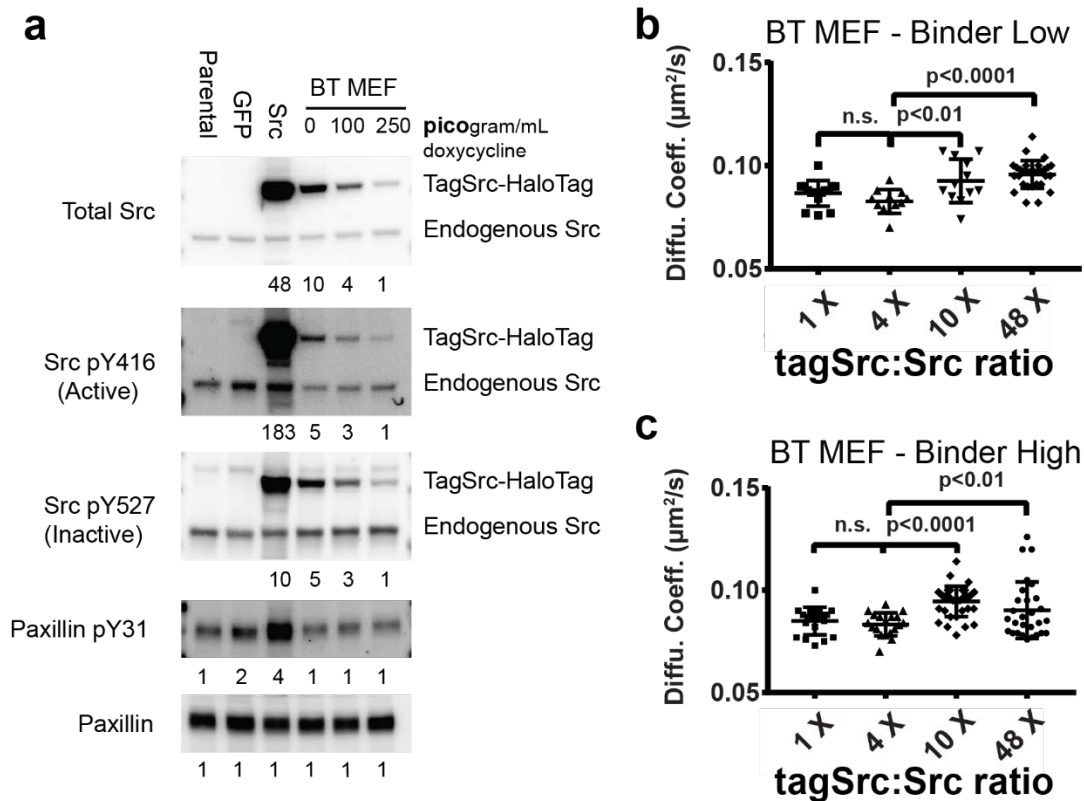 a
Parental
GFP
Src
BT MEF
0 100 250
picogram/mL
doxycycline
Total Src
TagSrc-HaloTag
Endogenous Src
48 10 4 1
Src pY416
(Active)
TagSrc-HaloTag
Endogenous Src
183 5 3 1
Src pY527
(Inactive)
TagSrc-HaloTag
Endogenous Src
10 5 3 1
Paxillin pY31
1 2 4 1 1 1
Paxillin
1 1 1 1 1 1
b
BT MEF - Binder Low
Diffu. Coeff. (µm²/s)
0.15
0.10
0.05
p<0.0001
n.s. p<0.01
1 X 4 X 10 X 48 X
tagSrc:Src ratio
c
BT MEF - Binder High
Diffu. Coeff. (µm²/s)
0.15
0.10
0.05
p<0.01
n.s. p<0.0001
1 X 4 X 10 X 48 X
tagSrc:Src ratio